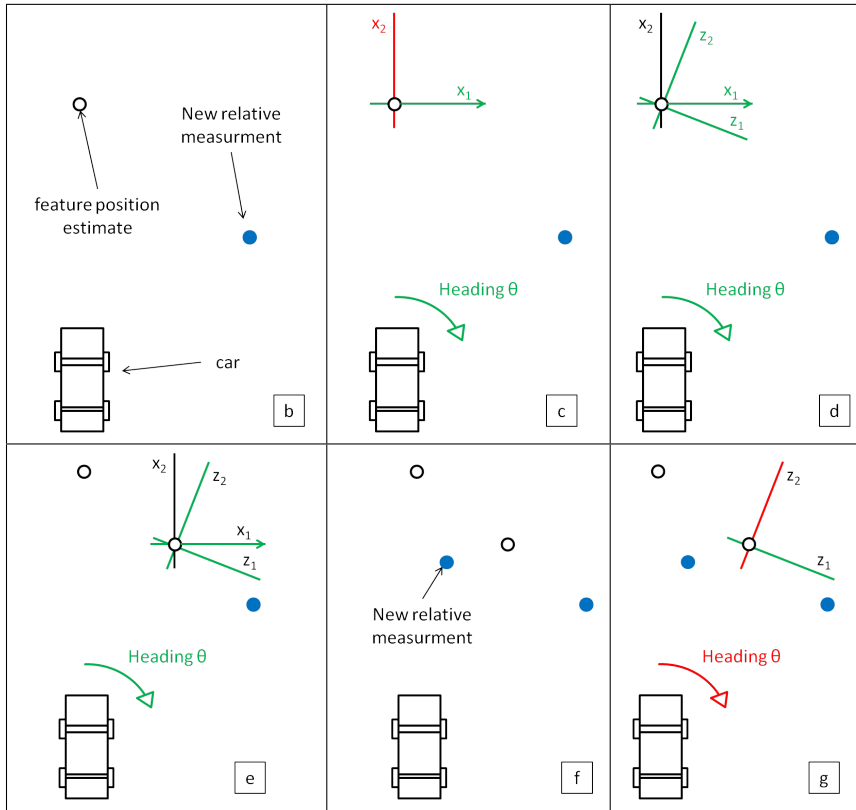 New relative
measurment
feature position
estimate
car
b
x₂
x₁
Heading θ
c
x₂
z₂
x₁
z₁
Heading θ
d
x₂
z₂
x₁
z₁
Heading θ
e
New relative
measurment
f
z₂
z₁
Heading θ
g